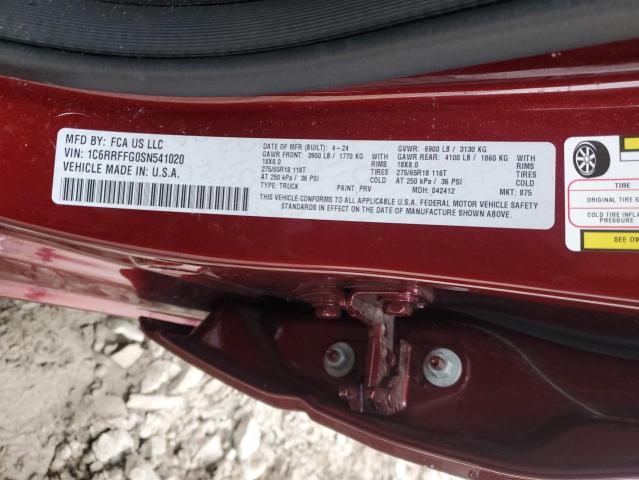 MFD BY: FCA US LLC
VIN: 1C6RRFFG0SN541020
VEHICLE MADE IN: U.S.A.
DATE OF MFR (BUILT): 4-24
GAWR FRONT: 3900 LB / 1770 KG
WITH
18X8.0
RIMS
275/65R18 116T
TIRES
AT 250 kPa / 36 PSI
COLD
TYPE: TRUCK
PAINT: PRV
GVWR: 6900 LB / 3130 KG
GAWR REAR: 4100 LB / 1860 KG
WITH
18X8.0
RIMS
275/65R18 116T
TIRES
AT 250 kPa / 36 PSI
COLD
MDH: 042412
MKT: 875
THIS VEHICLE CONFORMS TO ALL APPLICABLE U.S.A. FEDERAL MOTOR VEHICLE SAFETY
STANDARDS IN EFFECT ON THE DATE OF MANUFACTURE SHOWN ABOVE.
TIRE
ORIGINAL TIRE S
COLD TIRE INFLA
PRESSURE
SEE OW